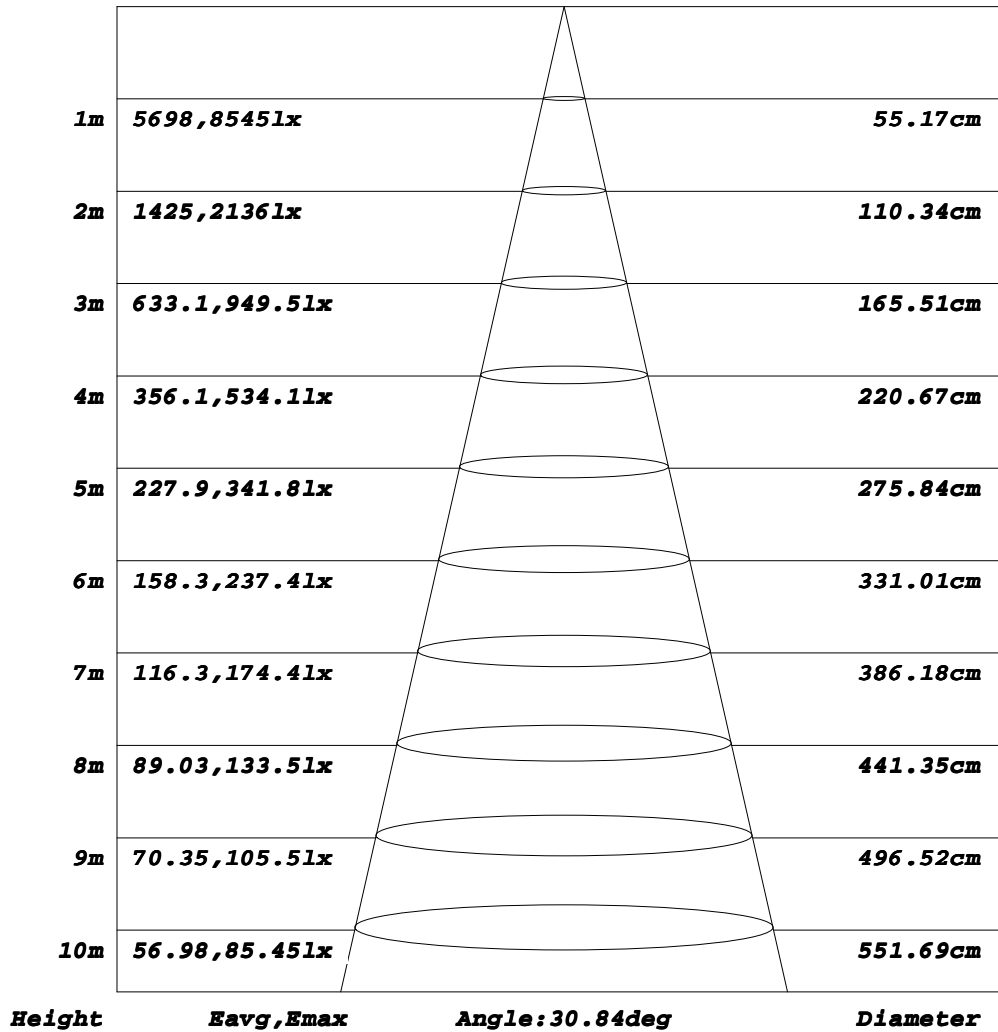 1m 5698,8545lx 55.17cm
2m 1425,2136lx 110.34cm
3m 633.1,949.5lx 165.51cm
4m 356.1,534.1lx 220.67cm
5m 227.9,341.8lx 275.84cm
6m 158.3,237.4lx 331.01cm
7m 116.3,174.4lx 386.18cm
8m 89.03,133.5lx 441.35cm
9m 70.35,105.5lx 496.52cm
10m 56.98,85.45lx 551.69cm
Height Eavg,Emax Angle:30.84deg Diameter